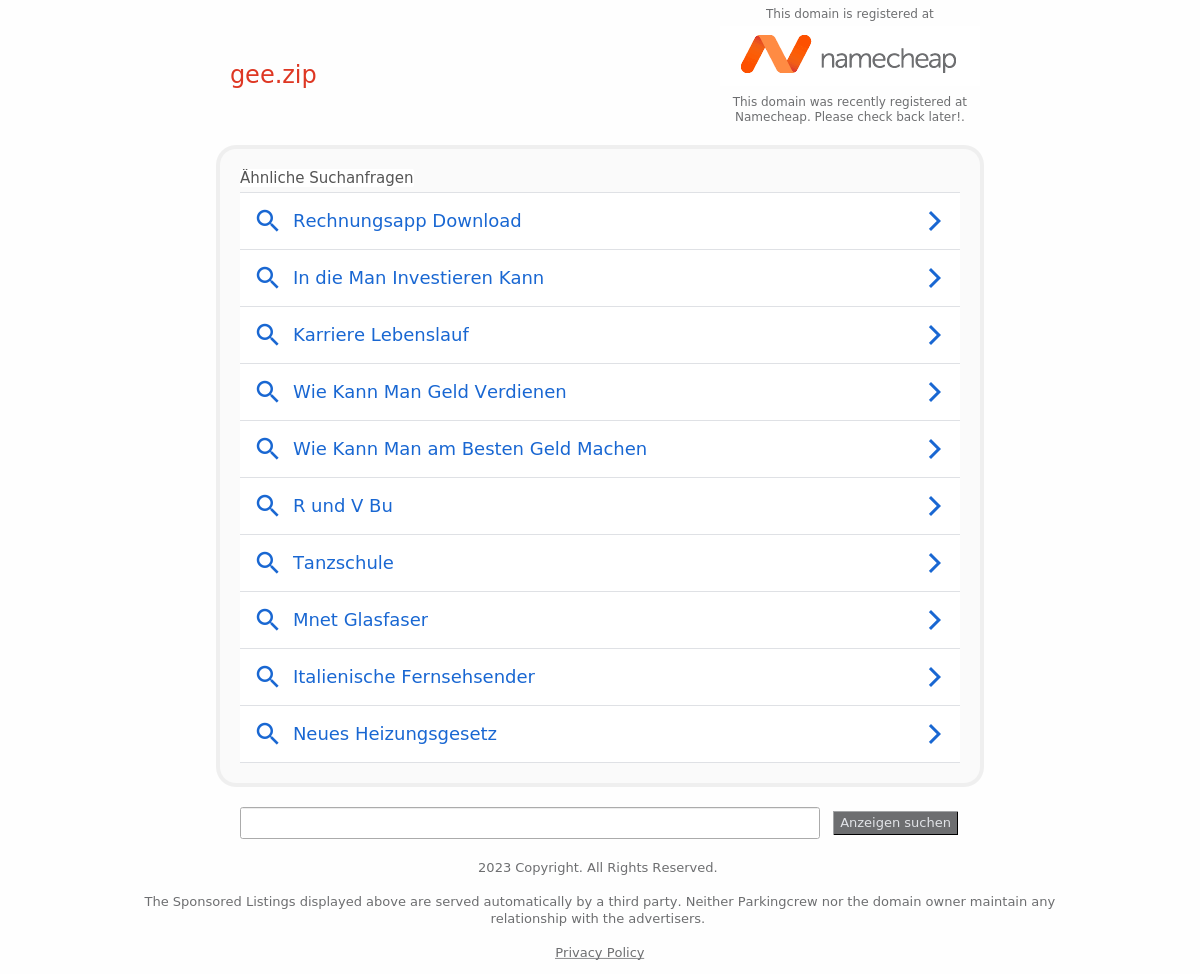 This domain is registered at
namecheap
gee.zip
This domain was recently registered at
Namecheap. Please check back later!.
Ähnliche Suchanfragen
Rechnungsapp Download
In die Man Investieren Kann
Karriere Lebenslauf
Wie Kann Man Geld Verdienen
Wie Kann Man am Besten Geld Machen
R und V Bu
Tanzschule
Mnet Glasfaser
Italienische Fernsehsender
Neues Heizungsgesetz
Anzeigen suchen
2023 Copyright. All Rights Reserved.
The Sponsored Listings displayed above are served automatically by a third party. Neither Parkingcrew nor the domain owner maintain any
relationship with the advertisers.
Privacy Policy